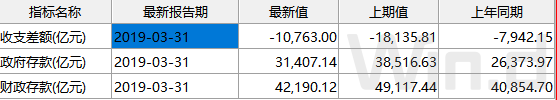 指标名称 最新报告期 最新值 上期值 上年同期
收支差额(亿元) 2019-03-31 -10,763.00 -18,135.81 -7,942.15
政府存款(亿元) 2019-03-31 31,407.14 38,516.63 26,373.97
财政存款(亿元) 2019-03-31 42,190.12 49,117.44 40,854.70
Win.d